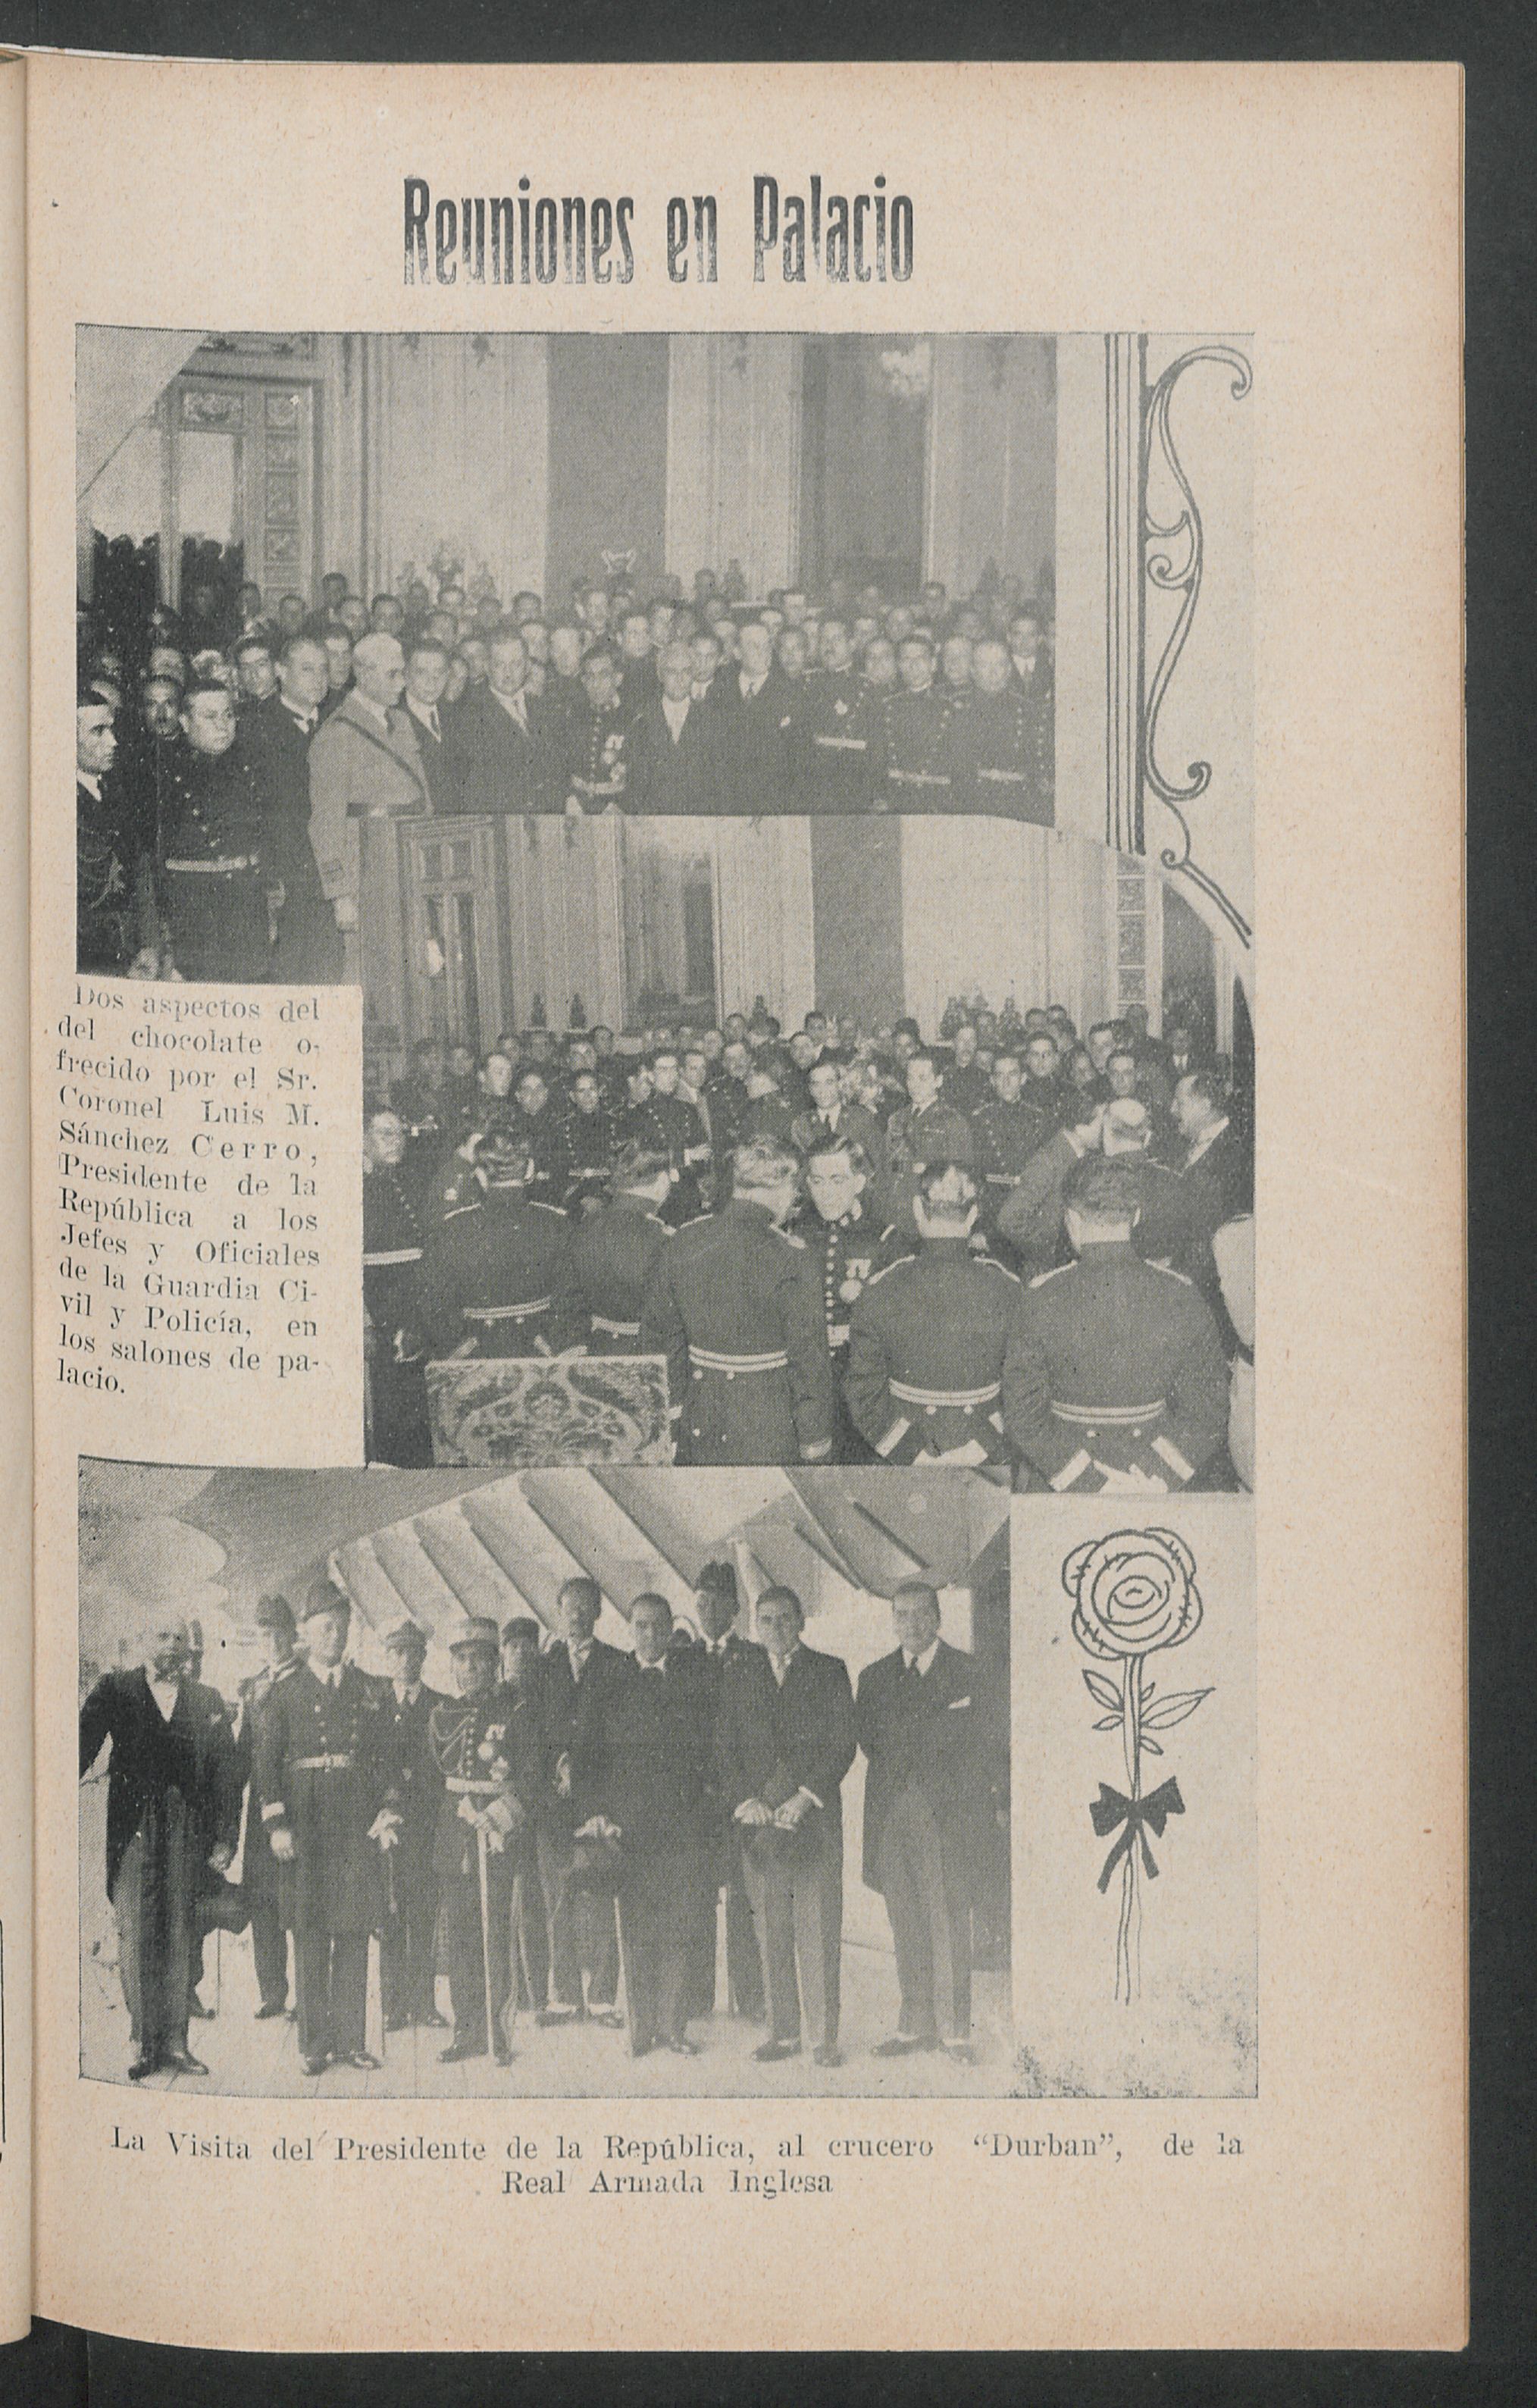 Reuniones en Palacio
Dos aspectos del
del chocolate o-
frecido por el Sr.
Coronel Luis M.
Sánchez Cerro,
Presidente de la
República a los
Jefes y Oficiales
de la Guardia Ci-
vil y Policía, en
los salones de pa-
lacio.
La Visita del Presidente de la República, al crucero “Durban”, de la
Real Armada Inglesa